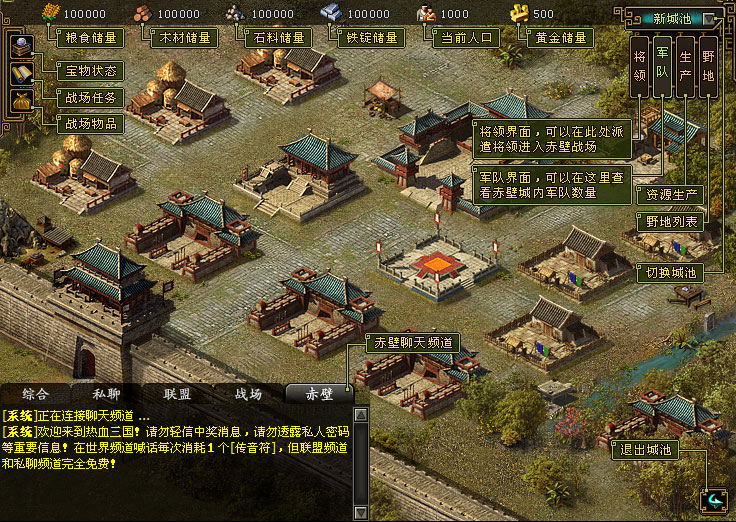 100000 100000 100000 100000 1000 500
新城池
粮食储量 木材储量 石料储量 铁锭储量 当前人口 黄金储量
将领 军队 生产 野地
宝物状态
战场任务
战场物品
将领界面，可以在此处派
遣将领进入赤壁战场
军队界面，可以在这里查
看赤壁城内军队数量
资源生产
野地列表
切换城池
赤壁聊天频道
综合 私聊 联盟 战场 赤壁
[系统]正在连接聊天频道 ...
[系统]欢迎来到热血三国！请勿轻信中奖消息，请勿透露私人密码
等重要信息！在世界频道喊话每次消耗1个[传音符]，但联盟频道
和私聊频道完全免费！
退出城池